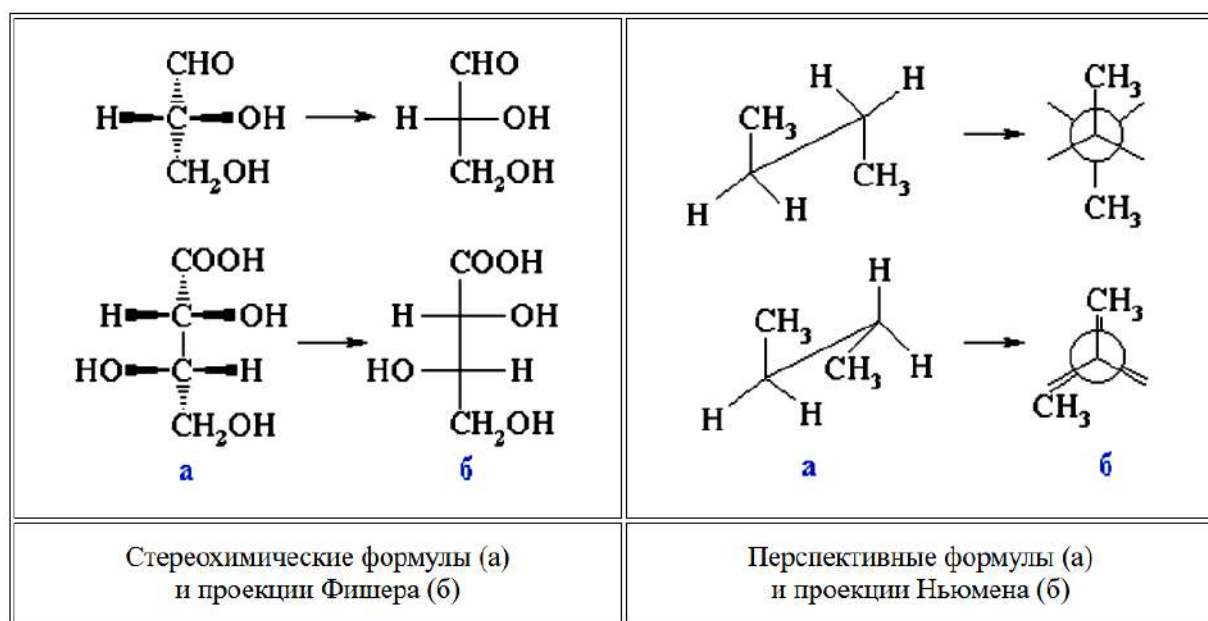 CHO CHO
H C OH H OH
CH₂OH CH₂OH
COOH COOH
H C OH H OH
HO C H HO H
CH₂OH CH₂OH
а б
H H CH₃
CH₃
CH₃
H H CH₃
H
CH₃ CH₃
CH₃ H
H H CH₃
а б
Стереохимические формулы (а)
и проекции Фишера (б)
Перспективные формулы (а)
и проекции Ньюмена (б)